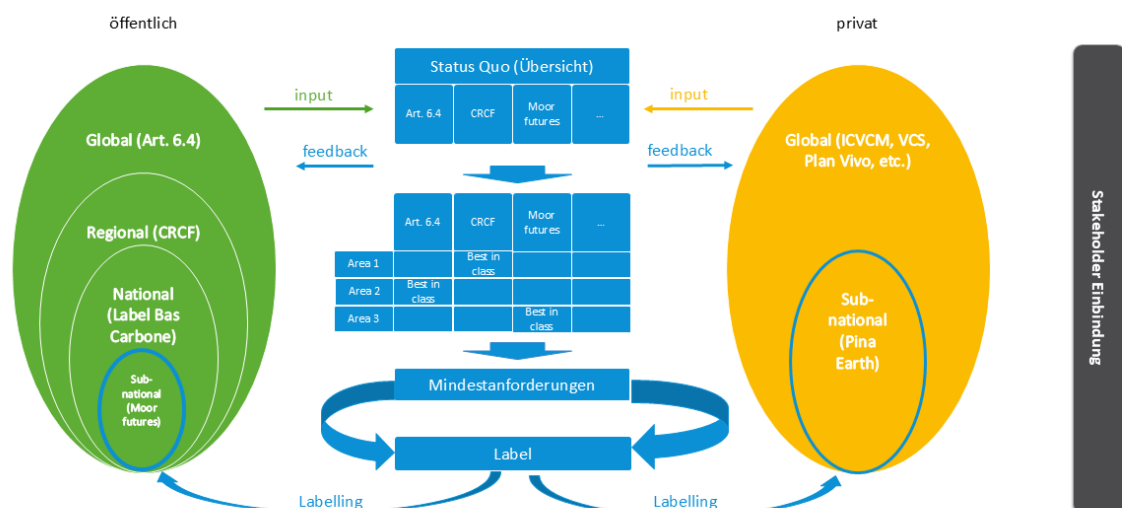 öffentlich
privat
Status Quo (Übersicht)
Art. 6.4
CRCF
Moor
futures
...
input
input
feedback
feedback
Global (Art. 6.4)
Regional (CRCF)
National
(Label Bas
Carbone)
Sub-
national
(Moor
futures)
Global (ICVCM, VCS,
Plan Vivo, etc.)
Sub-
national
(Pina
Earth)
Art. 6.4
CRCF
Moor
futures
...
Area 1
Best in
class
Area 2
Best in
class
Area 3
Best in
class
Mindestanforderungen
Label
Labelling
Labelling
Stakeholder Einbindung